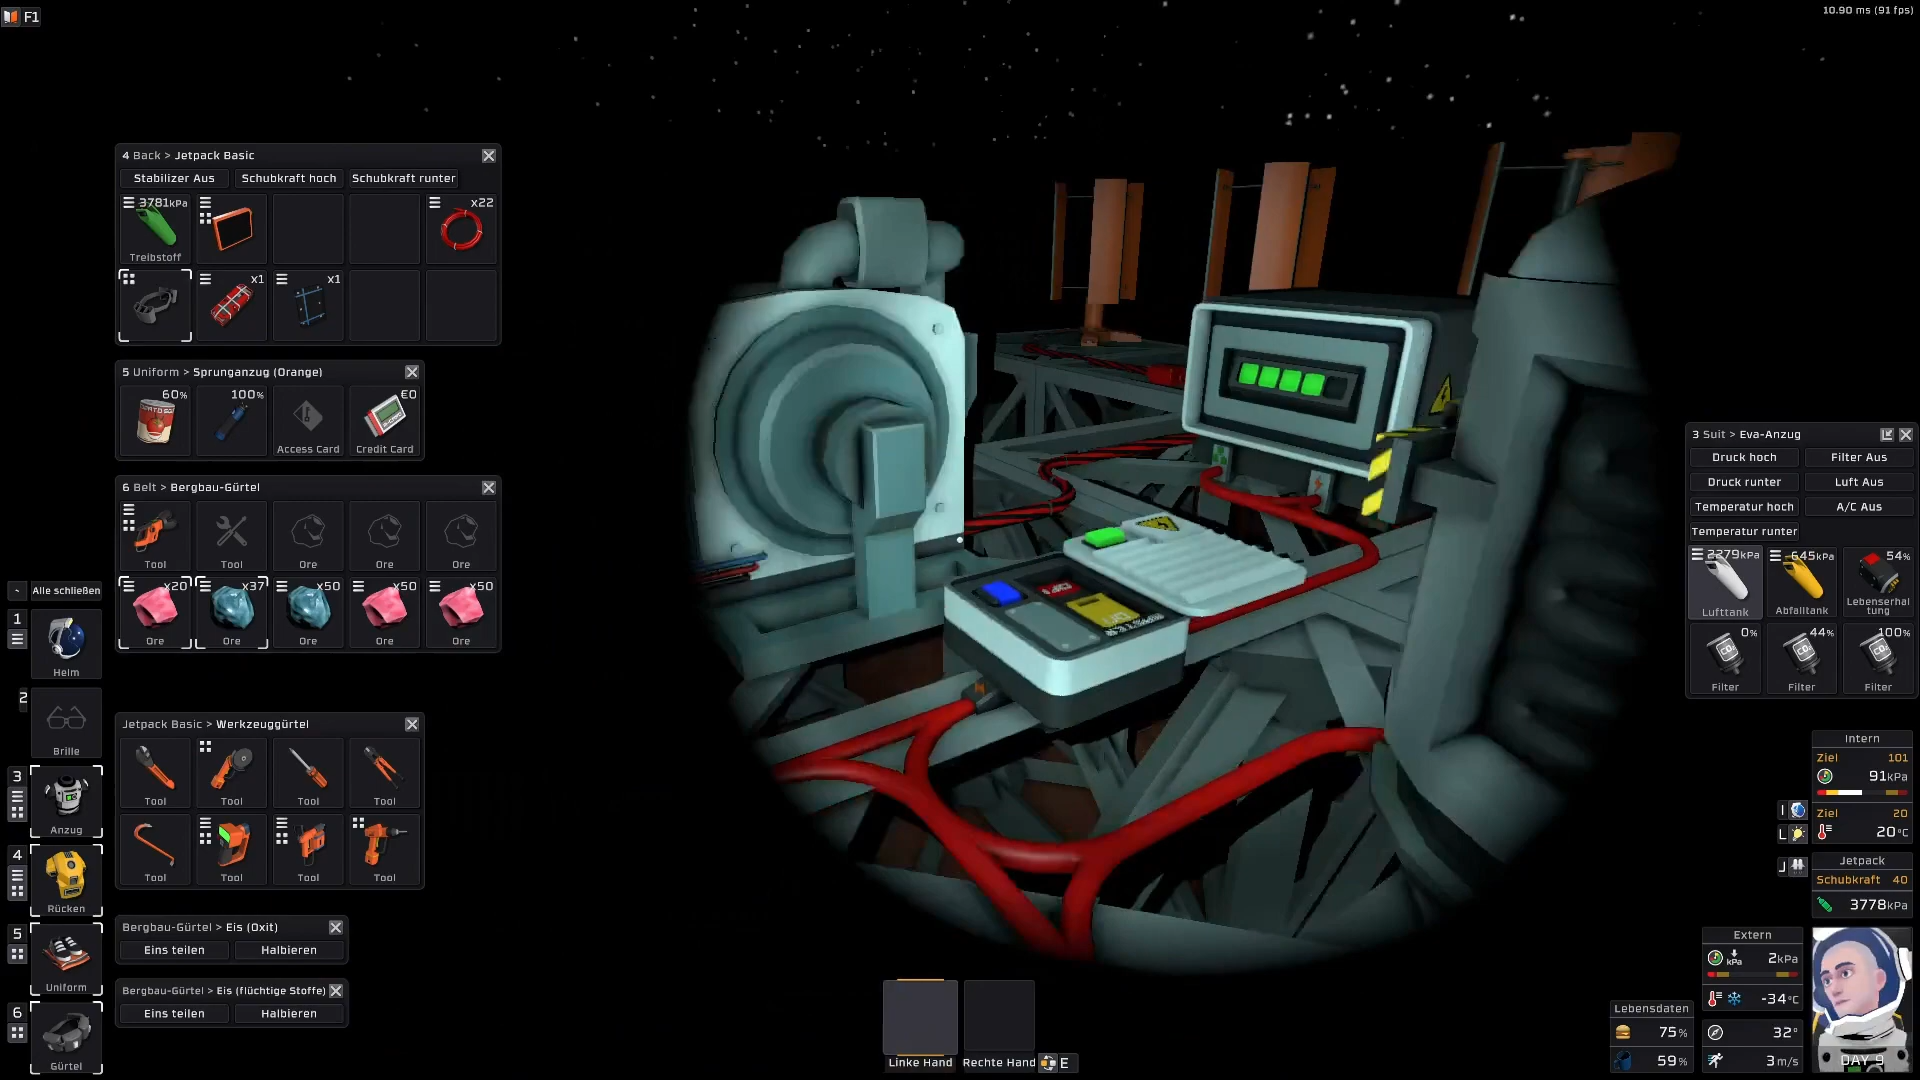 F1
10.90 ms (91 fps)
4 Back > Jetpack Basic
Stabilizer Aus
Schubkraft hoch
Schubkraft runter
3781kPa
x22
Treibstoff
x1
x1
5 Uniform > Sprunganzug (Orange)
60%
100%
€0
Access Card
Credit Card
6 Belt > Bergbau-Gürtel
Tool
Tool
Ore
Ore
Ore
x20
x37
x50
x50
x50
Ore
Ore
Ore
Ore
Ore
~ Alle schließen
1
Helm
2
Brille
3
Anzug
4
Rücken
5
Uniform
6
Gürtel
Jetpack Basic > Werkzeuggürtel
Tool
Tool
Tool
Tool
Tool
Tool
Tool
Tool
Bergbau-Gürtel > Eis (Oxit)
Eins teilen
Halbieren
Bergbau-Gürtel > Eis (flüchtige Stoffe)
Eins teilen
Halbieren
Linke Hand
Rechte Hand
E
3 Suit > Eva-Anzug
Druck hoch
Filter Aus
Druck runter
Luft Aus
Temperatur hoch
A/C Aus
Temperatur runter
2279kPa
645kPa
54%
Lufttank
Abfalltank
Lebenserhaltung
0%
44%
100%
Filter
Filter
Filter
Intern
Ziel 101
91kPa
I
Ziel 20
L
20°C
J
Jetpack
Schubkraft 40
3778kPa
Extern
kPa
2kPa
-34°C
Lebensdaten
75%
32°
59%
3m/s
DAY 9